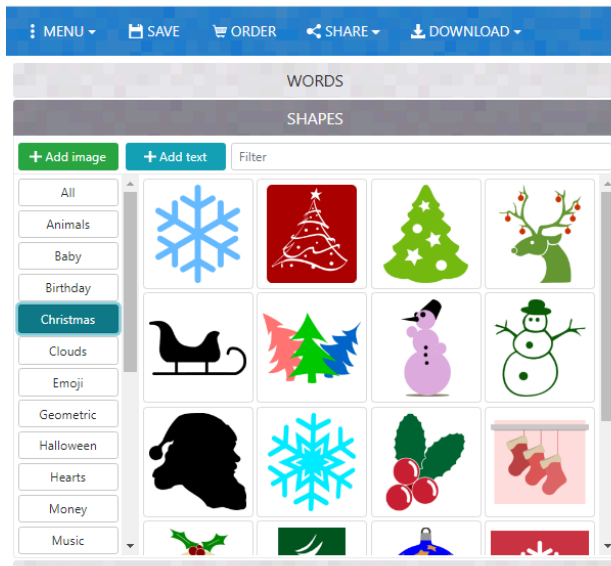 MENU SAVE ORDER SHARE DOWNLOAD
WORDS
SHAPES
+ Add image + Add text Filter
All
Animals
Baby
Birthday
Christmas
Clouds
Emoji
Geometric
Halloween
Hearts
Money
Music